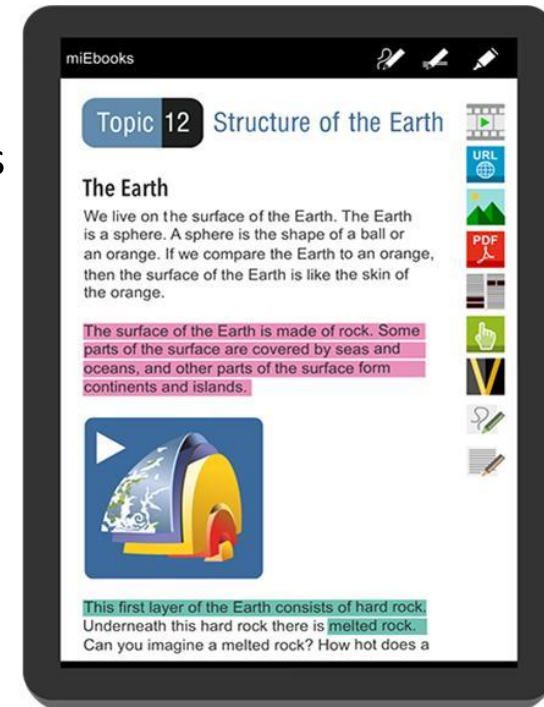 miEbooks
Topic 12 Structure of the Earth
URL
PDF
s
The Earth
We live on the surface of the Earth. The Earth
is a sphere. A sphere is the shape of a ball or
an orange. If we compare the Earth to an orange,
then the surface of the Earth is like the skin of
the orange.
The surface of the Earth is made of rock. Some
parts of the surface are covered by seas and
oceans, and other parts of the surface form
continents and islands.
This first layer of the Earth consists of hard rock.
Underneath this hard rock there is melted rock.
Can you imagine a melted rock? How hot does a